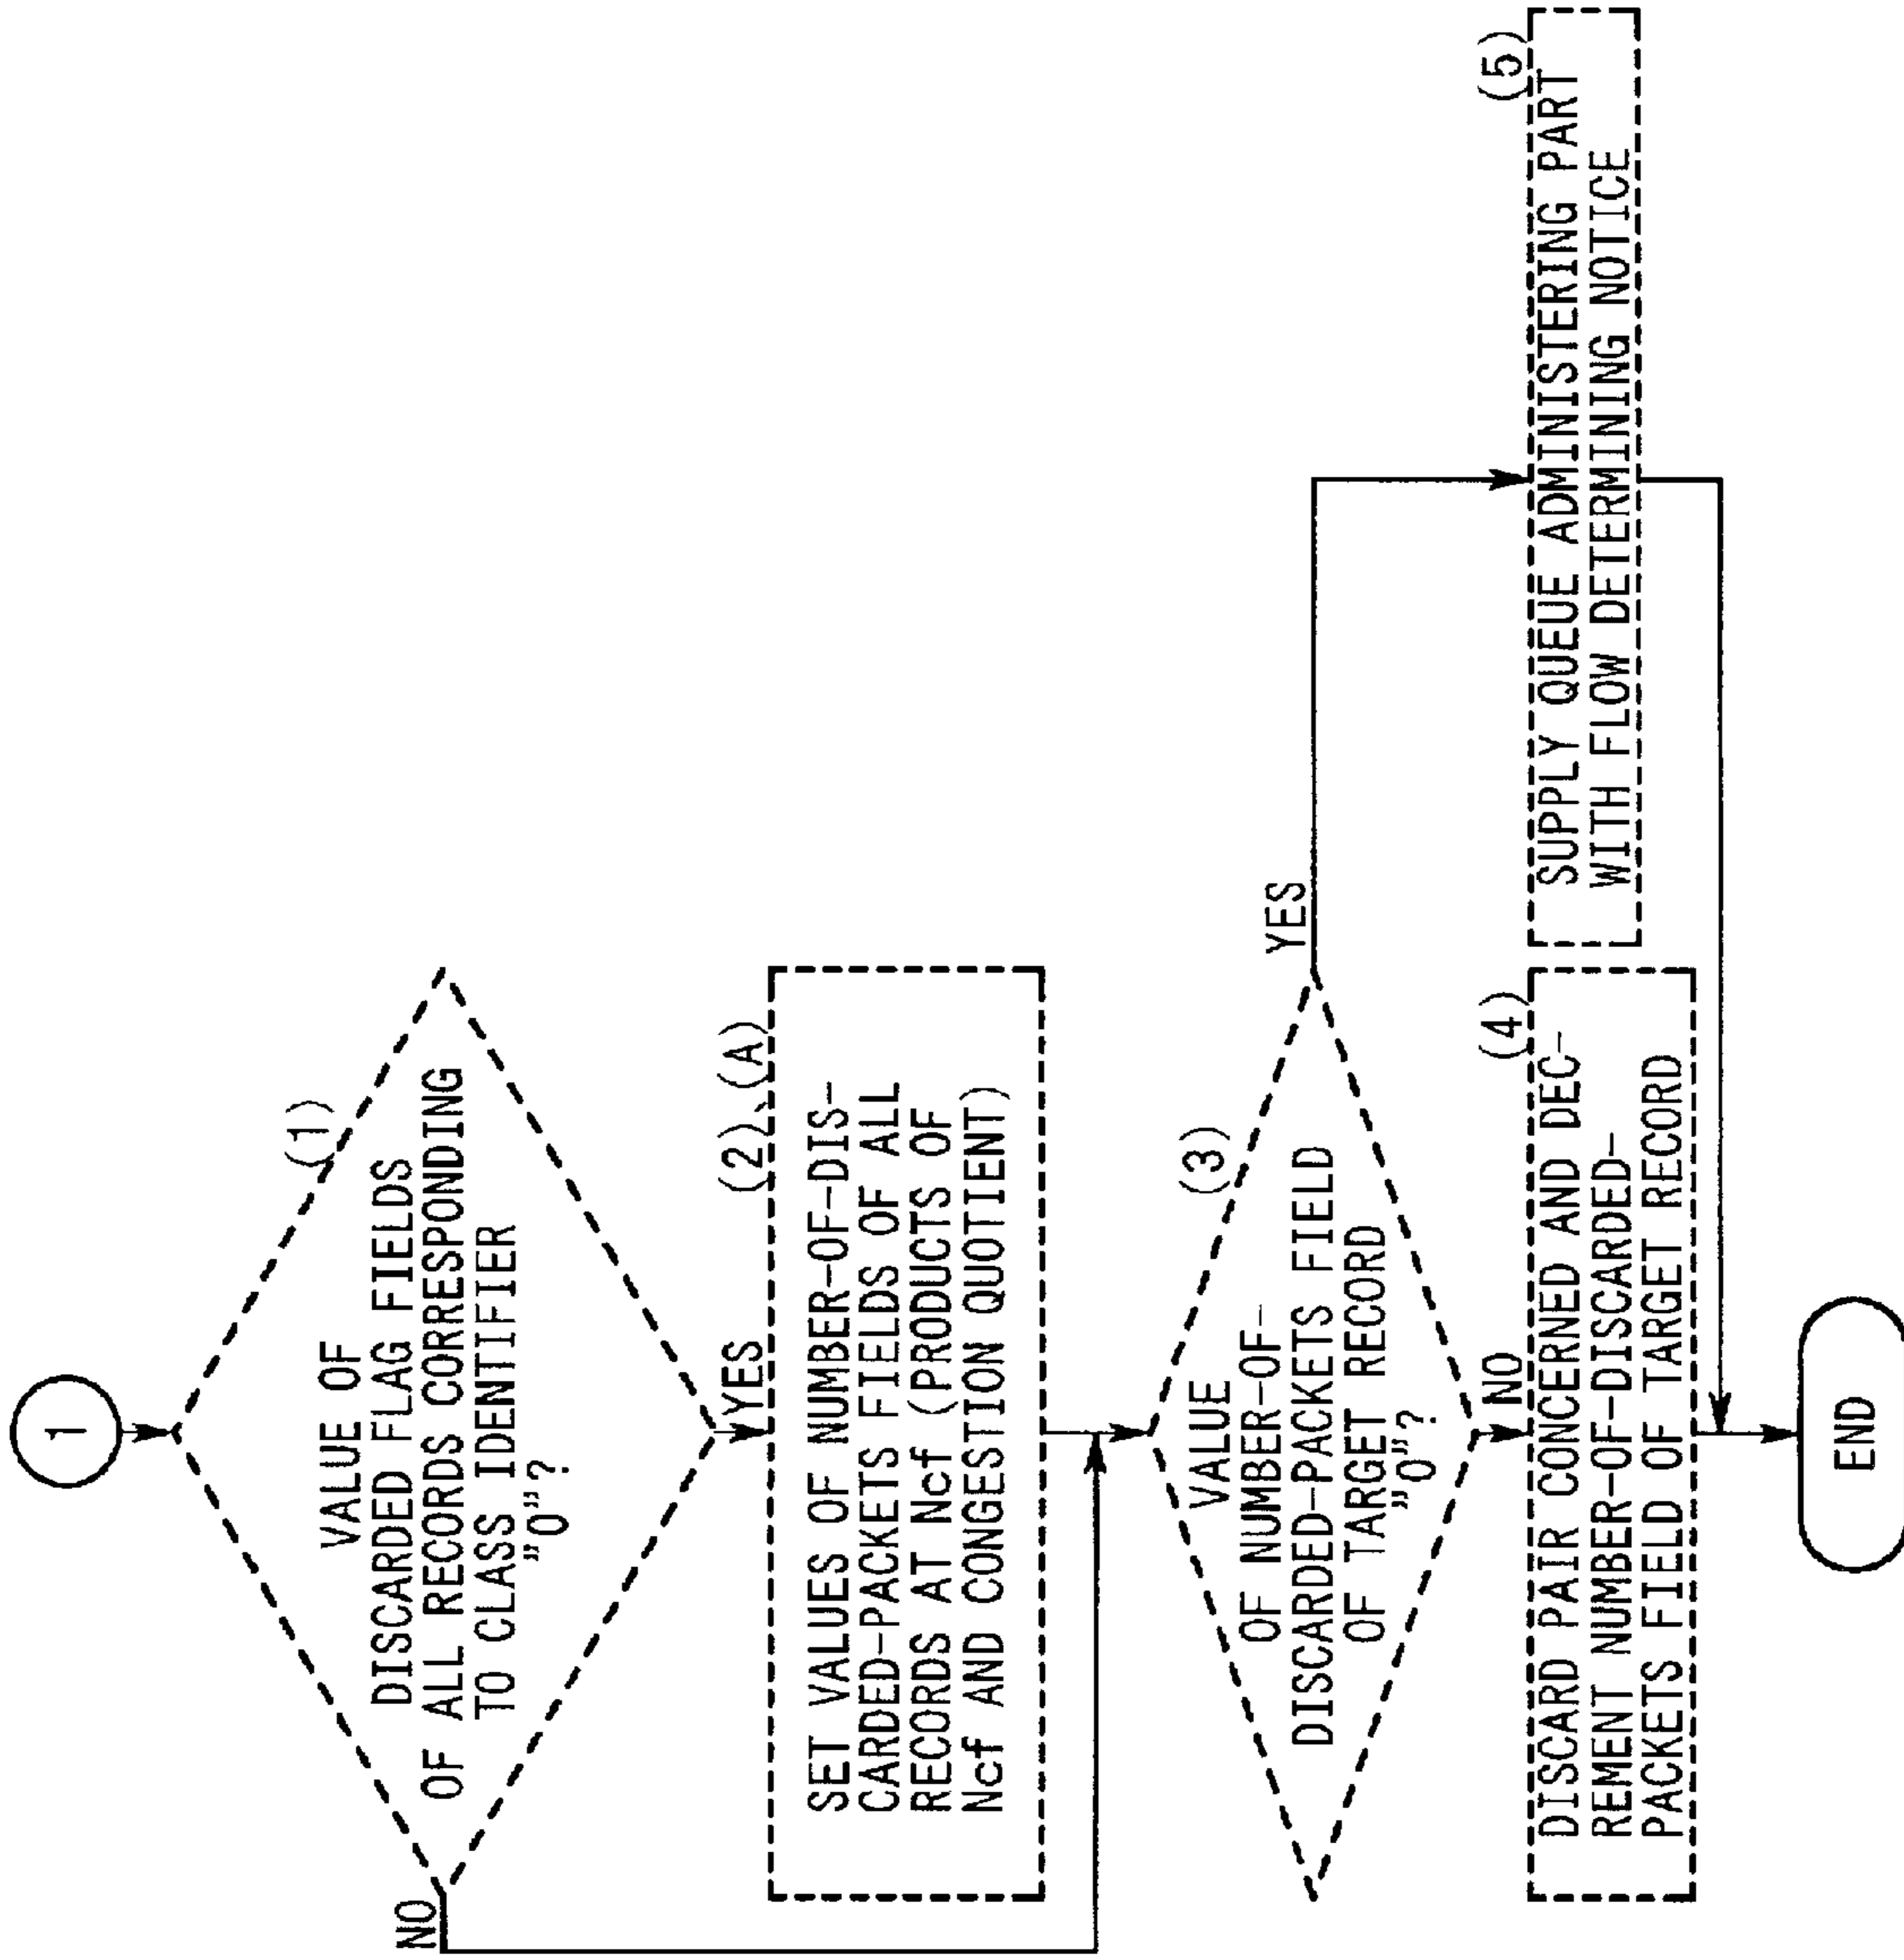 1
(1)
VALUE OF
DISCARDED FLAG FIELDS
OF ALL RECORDS CORRESPONDING
TO CLASS IDENTIFIER
"0"?
NO
YES
(2)、(A)
SET VALUES OF NUMBER-OF-DIS-
CARDED-PACKETS FIELDS OF ALL
RECORDS AT Ncf (PRODUCTS OF
Ncf AND CONGESTION QUOTIENT)
(3)
VALUE
OF NUMBER-OF-
DISCARDED-PACKETS FIELD
OF TARGET RECORD
"0"?
YES
NO
(4)
DISCARD PAIR CONCERNED AND DEC-
REMENT NUMBER-OF-DISCARDED-
PACKETS FIELD OF TARGET RECORD
(5)
SUPPLY QUEUE ADMINISTERING PART
WITH FLOW DETERMINING NOTICE
END